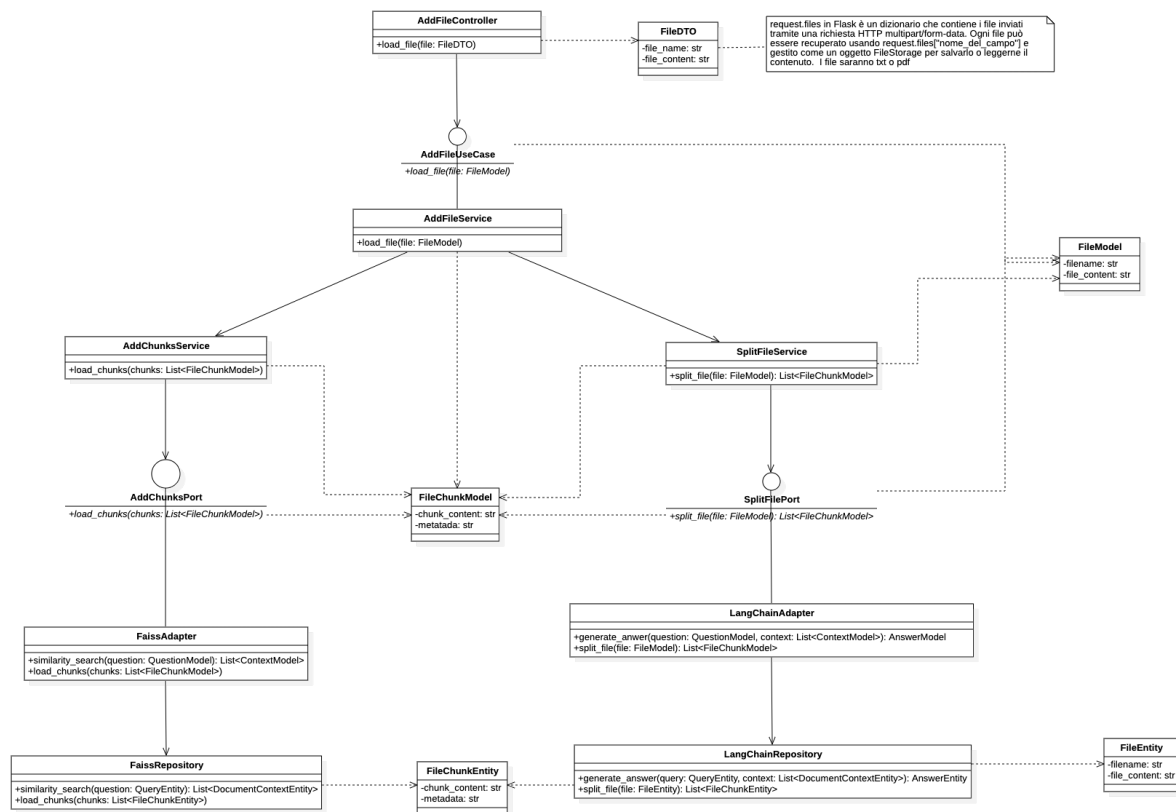 AddFileController
+load_file(file: FileDTO)
FileDTO
-file_name: str
-file_content: str
request.files in Flask è un dizionario che contiene i file inviati
tramite una richiesta HTTP multipart/form-data. Ogni file può
essere recuperato usando request.files["nome_del_campo"] e
gestito come un oggetto FileStorage per salvarlo o leggerne il
contenuto. I file saranno txt o pdf
AddFileUseCase
+load_file(file: FileModel)
AddFileService
+load_file(file: FileModel)
FileModel
-filename: str
-file_content: str
AddChunksService
+load_chunks(chunks: List<FileChunkModel>)
SplitFileService
+split_file(file: FileModel): List<FileChunkModel>
AddChunksPort
+load_chunks(chunks: List<FileChunkModel>)
FileChunkModel
-chunk_content: str
-metatada: str
SplitFilePort
+split_file(file: FileModel): List<FileChunkModel>
FaissAdapter
+similarity_search(question: QuestionModel): List<ContextModel>
+load_chunks(chunks: List<FileChunkModel>)
LangChainAdapter
+generate_anwer(question: QuestionModel, context: List<ContextModel>): AnswerModel
+split_file(file: FileModel): List<FileChunkModel>
FaissRepository
+similarity_search(question: QueryEntity): List<DocumentContextEntity>
+load_chunks(chunks: List<FileChunkEntity>)
FileChunkEntity
-chunk_content: str
-metadata: str
LangChainRepository
+generate_answer(query: QueryEntity, context: List<DocumentContextEntity>): AnswerEntity
+split_file(file: FileEntity): List<FileChunkEntity>
FileEntity
-filename: str
-file_content: str